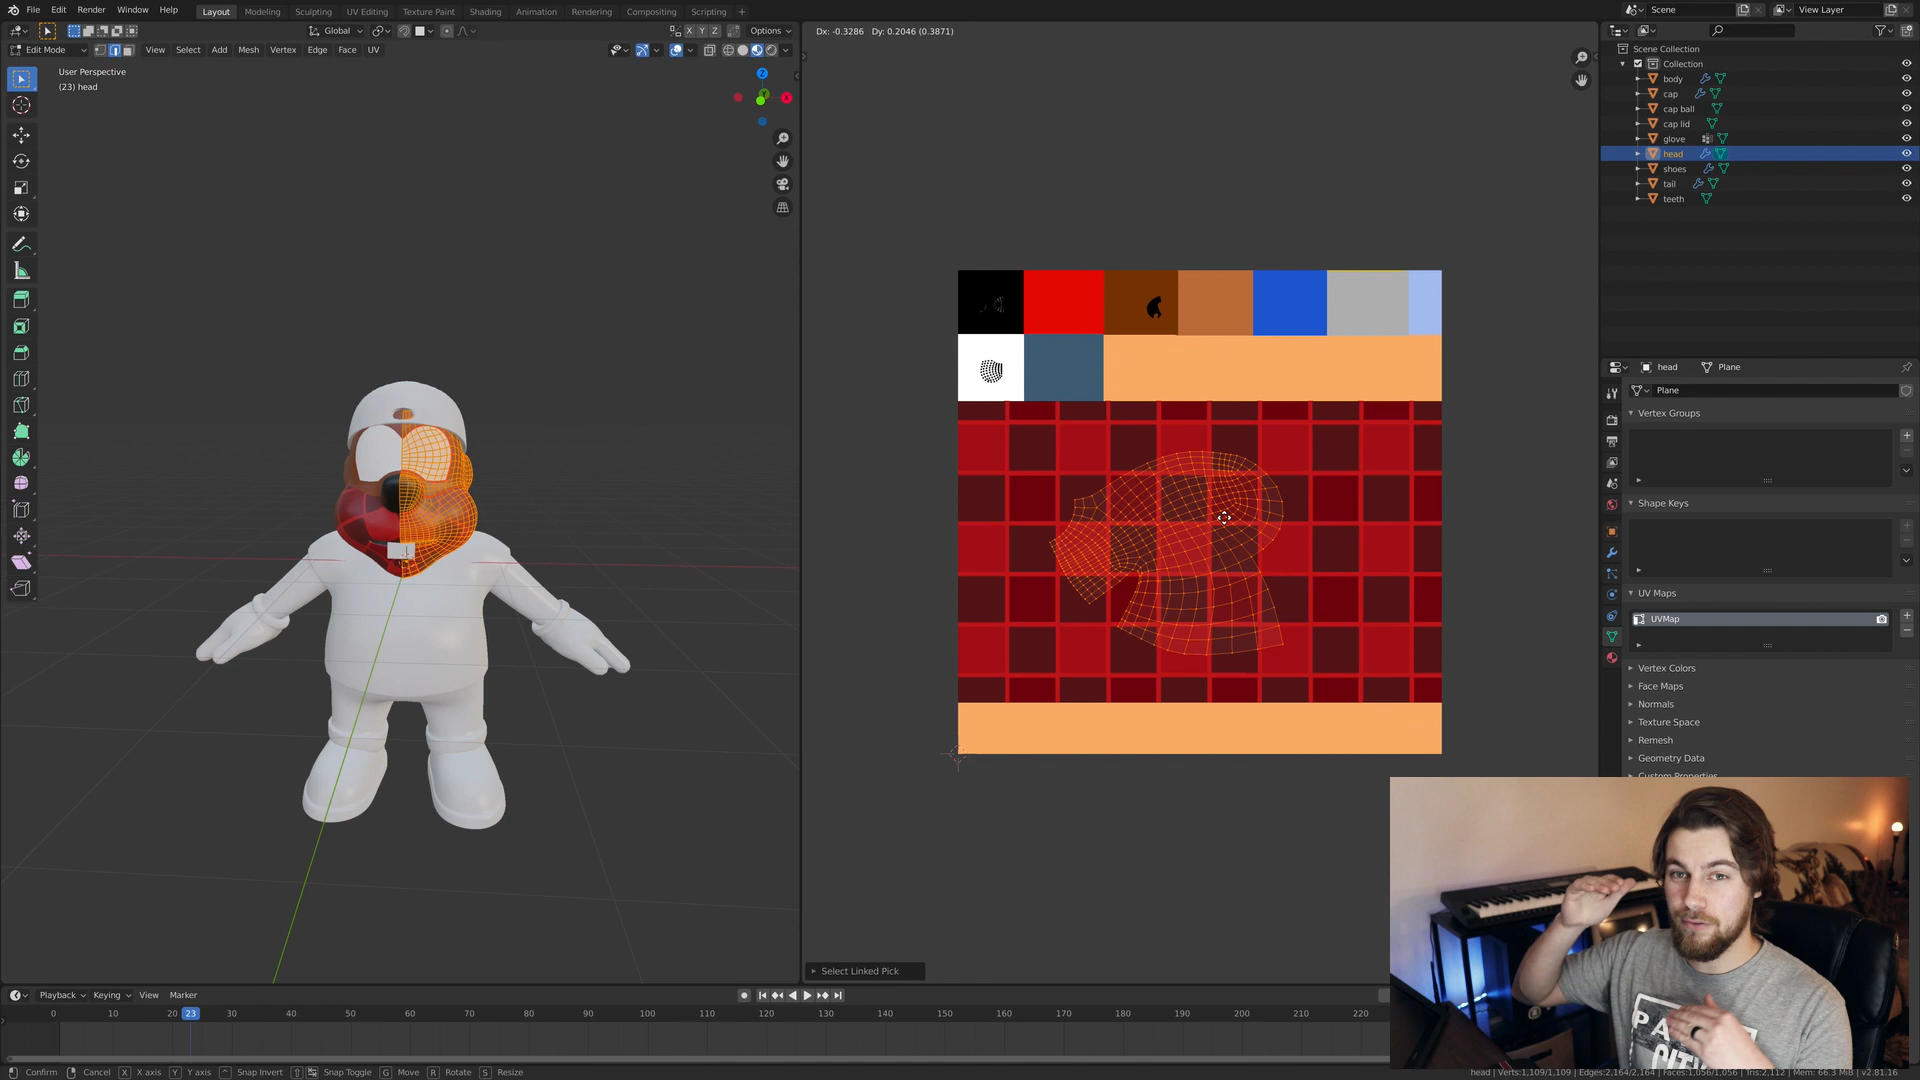 File Edit Render Window Help
Layout Modeling Sculpting UV Editing Texture Paint Shading Animation Rendering Compositing Scripting +
Scene
View Layer
Global
Options
Dx: -0.3286 Dy: 0.2046 (0.3871)
Edit Mode
View Select Add Mesh Vertex Edge Face UV
X Y Z
User Perspective
(23) head
Z
Y
X
Scene Collection
Collection
body
cap
cap ball
cap lid
glove
head
shoes
tail
teeth
head
Plane
Plane
Vertex Groups
Shape Keys
UV Maps
UVMap
Vertex Colors
Face Maps
Normals
Texture Space
Remesh
Geometry Data
Custom Properties
Select Linked Pick
Playback Keying View Marker
0 10 20 23 30 40 50 60 70 80 90 100 110 120 130 140 150 160 170 180 190 200 210 220
Confirm Cancel X X axis Y Y axis Snap Invert Snap Toggle G Move R Rotate S Resize
head | Verts:1,109/1,109 | Edges:2,164/2,164 | Faces:1,056/1,056 | Tris:2,112 | Mem: 66.3 MiB | v2.81.16